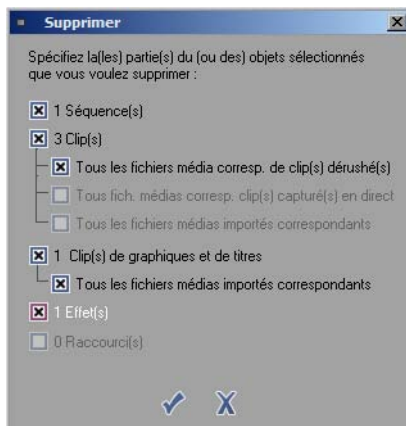 Supprimer
Spécifiez la(les) partie(s) du (ou des) objets sélectionnés
que vous voulez supprimer :
1 Séquence(s)
3 Clip(s)
Tous les fichiers média corresp. de clip(s) dérushé(s)
Tous fich. médias corresp. clip(s) capturé(s) en direct
Tous les fichiers médias importés correspondants
1 Clip(s) de graphiques et de titres
Tous les fichiers médias importés correspondants
1 Effet(s)
0 Raccourci(s)